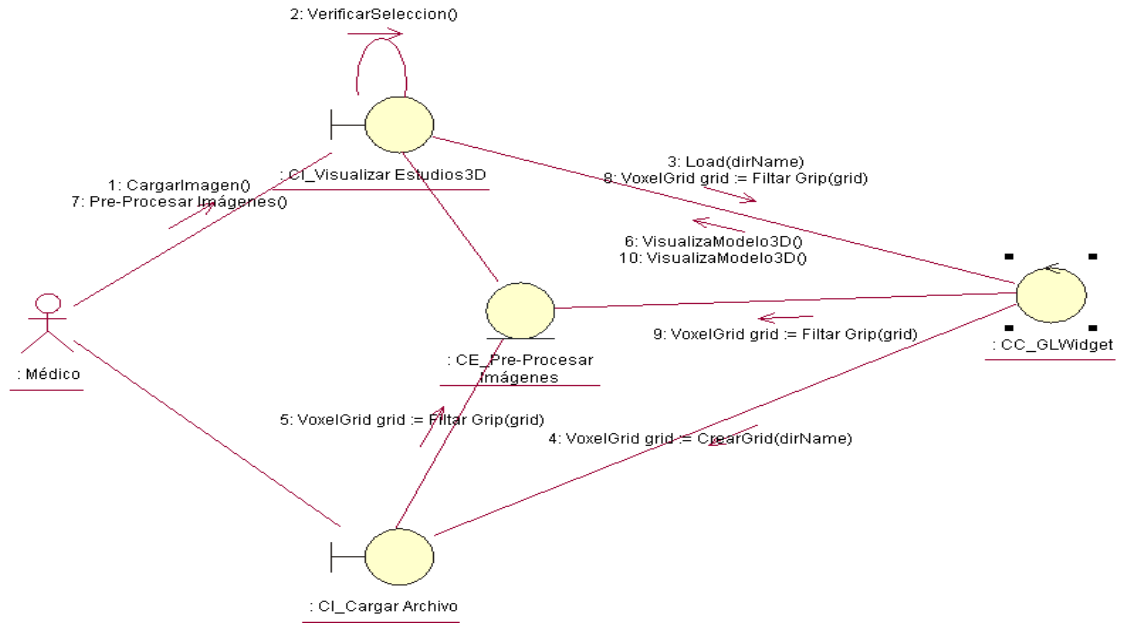 2: VerificarSeleccion()
: CI_Visualizar Estudios3D
3: Load(dirName)
8: VoxelGrid grid := Filtar Grip(grid)
1: CargarImagen()
7: Pre-Procesar Imágenes()
6: VisualizaModelo3D()
10: VisualizaModelo3D()
9: VoxelGrid grid := Filtar Grip(grid)
: CC_GLWidget
: CE_Pre-Procesar
Imágenes
: Médico
5: VoxelGrid grid := Filtar Grip(grid)
4: VoxelGrid grid := CrearGrid(dirName)
: CI_Cargar Archivo